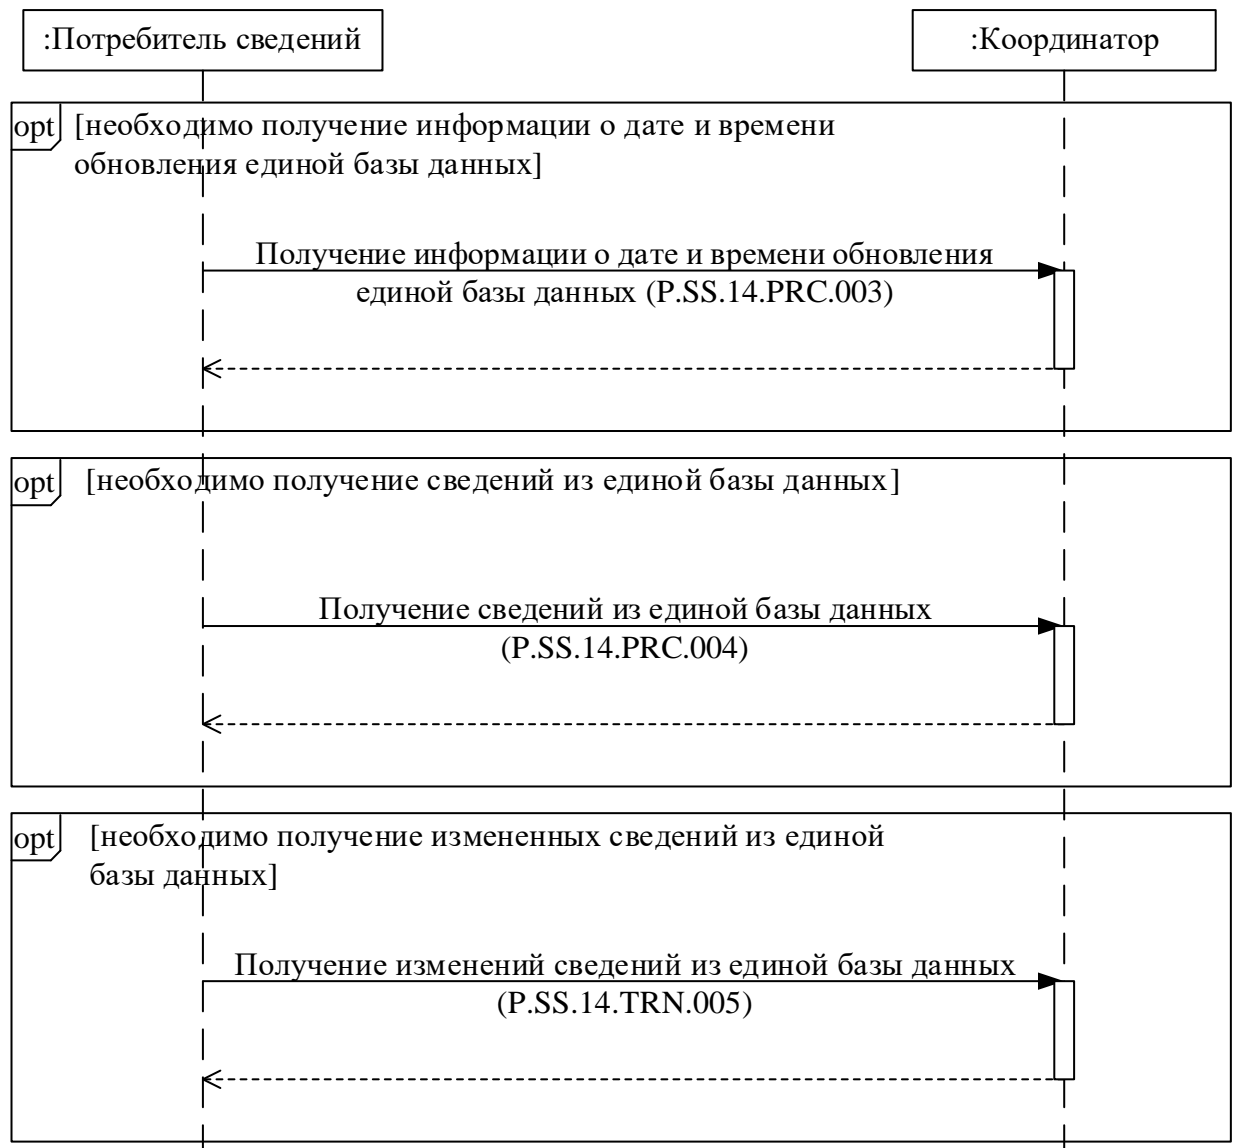 :Потребитель сведений
:Координатор
opt
[необходимо получение информации о дате и времени
обновления единой базы данных]
Получение информации о дате и времени обновления
единой базы данных (P.SS.14.PRC.003)
opt
[необходимо получение сведений из единой базы данных]
Получение сведений из единой базы данных
(P.SS.14.PRC.004)
opt
[необходимо получение измененных сведений из единой
базы данных]
Получение изменений сведений из единой базы данных
(P.SS.14.TRN.005)